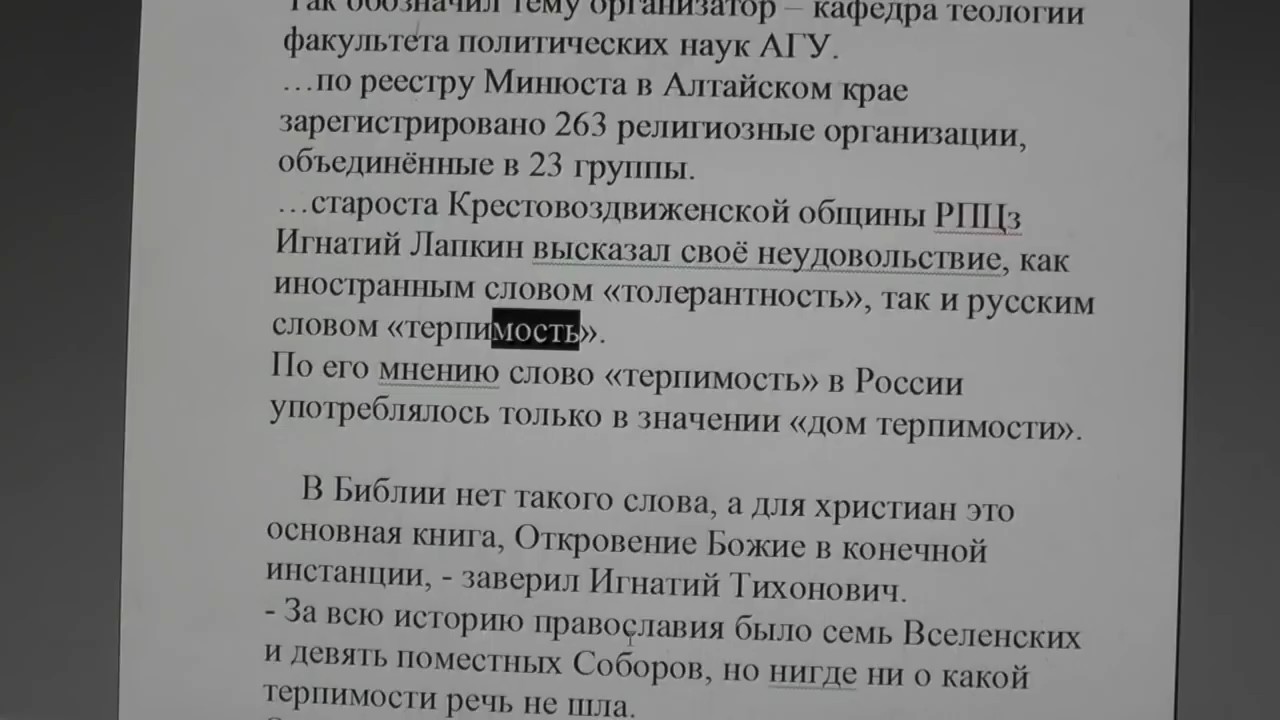 Так обозначил тему организатор – кафедра теологии
факультета политических наук АГУ.
…по реестру Минюста в Алтайском крае
зарегистрировано 263 религиозные организации,
объединённые в 23 группы.
…староста Крестовоздвиженской общины РПЦз
Игнатий Лапкин высказал своё неудовольствие, как
иностранным словом «толерантность», так и русским
словом «терпимость».
По его мнению слово «терпимость» в России
употреблялось только в значении «дом терпимости».
В Библии нет такого слова, а для христиан это
основная книга, Откровение Божие в конечной
инстанции, - заверил Игнатий Тихонович.
- За всю историю православия было семь Вселенских
и девять поместных Соборов, но нигде ни о какой
терпимости речь не шла.